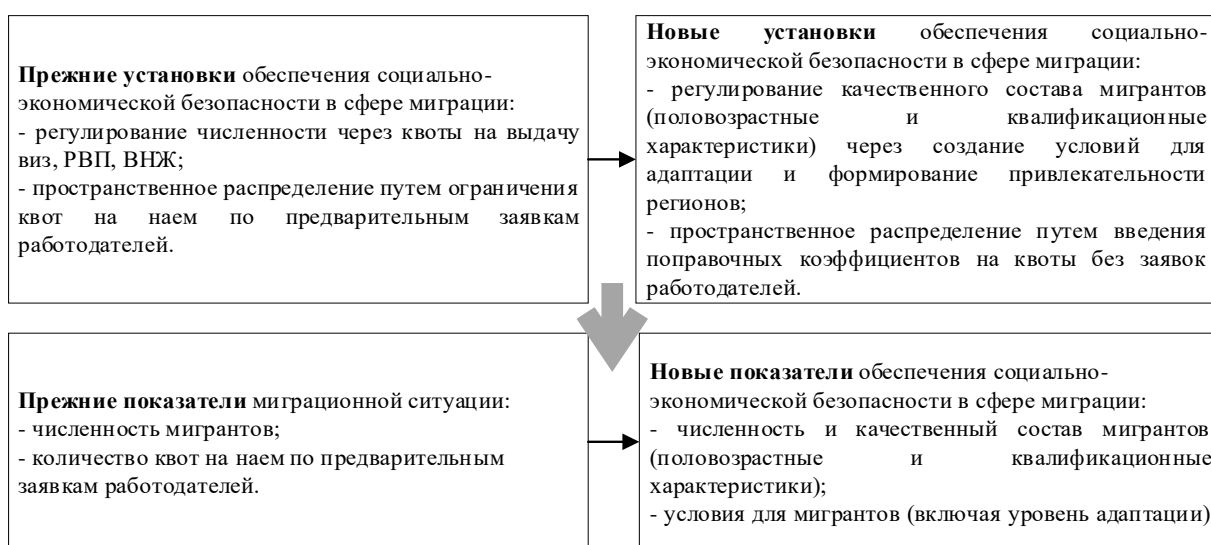 Прежние установки обеспечения социально-
экономической безопасности в сфере миграции:
- регулирование численности через квоты на выдачу
виз, РВП, ВНЖ;
- пространственное распределение путем ограничения
квот на наем по предварительным заявкам
работодателей.
Новые установки обеспечения социально-
экономической безопасности в сфере миграции:
- регулирование качественного состава мигрантов
(половозрастные и квалификационные
характеристики) через создание условий для
адаптации и формирование привлекательности
регионов;
- пространственное распределение путем введения
поправочных коэффициентов на квоты без заявок
работодателей.
Прежние показатели миграционной ситуации:
- численность мигрантов;
- количество квот на наем по предварительным
заявкам работодателей.
Новые показатели обеспечения социально-
экономической безопасности в сфере миграции:
- численность и качественный состав мигрантов
(половозрастные и квалификационные
характеристики);
- условия для мигрантов (включая уровень адаптации)